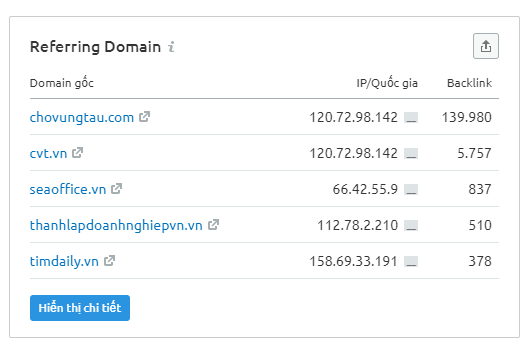 Referring Domain
Domain gốc IP/Quốc gia Backlink
chovungtau.com 120.72.98.142 139.980
cvt.vn 120.72.98.142 5.757
seaoffice.vn 66.42.55.9 837
thanhlapdoanhnghiepvn.vn 112.78.2.210 510
timdaily.vn 158.69.33.191 378
Hiển thị chi tiết